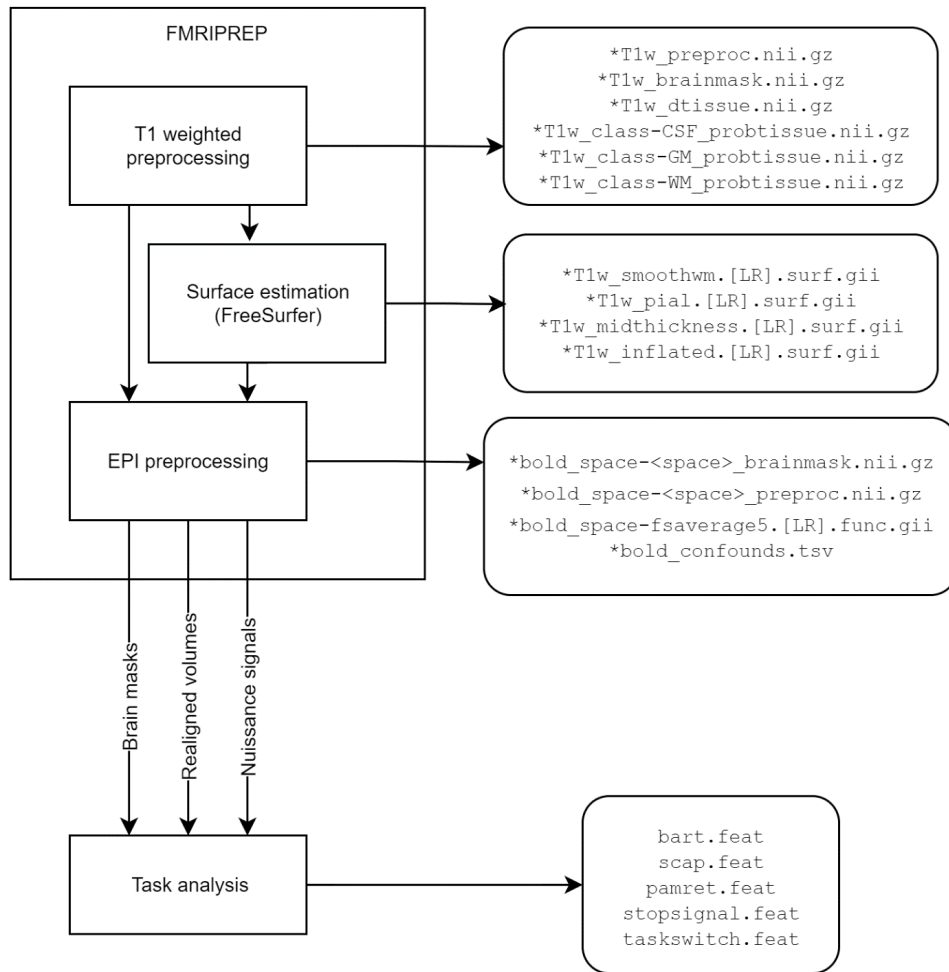 FMRIPREP
T1 weighted
preprocessing
*T1w_preproc.nii.gz
*T1w_brainmask.nii.gz
*T1w_dtissue.nii.gz
*T1w_class-CSF_probtissue.nii.gz
*T1w_class-GM_probtissue.nii.gz
*T1w_class-WM_probtissue.nii.gz
Surface estimation
(FreeSurfer)
*T1w_smoothwm.[LR].surf.gii
*T1w_pial.[LR].surf.gii
*T1w_midthickness.[LR].surf.gii
*T1w_inflated.[LR].surf.gii
EPI preprocessing
*bold_space-<space>_brainmask.nii.gz
*bold_space-<space>_preproc.nii.gz
*bold_space-fsaverage5.[LR].func.gii
*bold_confounds.tsv
Brain masks
Realigned volumes
Nuissance signals
Task analysis
bart.feat
scap.feat
pamret.feat
stopsignal.feat
taskswitch.feat